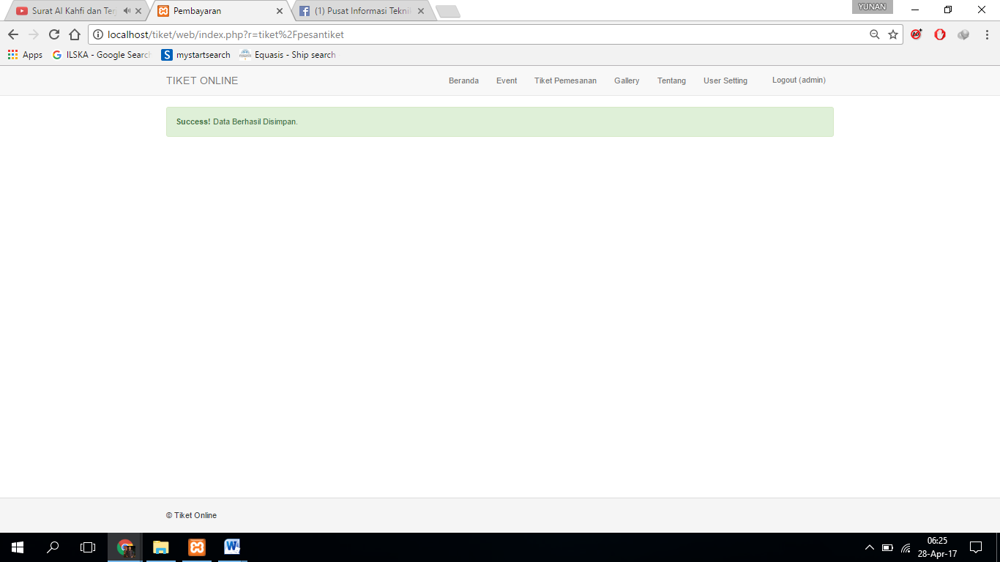 Surat Al Kahfi dan Ter
Pembayaran
(1) Pusat Informasi Tekni
YUNAN
localhost/tiket/web/index.php?r=tiket%2Fpesantiket
Apps
ILSKA - Google Searc
S mystartsearch
Equasis - Ship search
TIKET ONLINE
Beranda
Event
Tiket Pemesanan
Gallery
Tentang
User Setting
Logout (admin)
Success! Data Berhasil Disimpan.
© Tiket Online
06:25
28-Apr-17